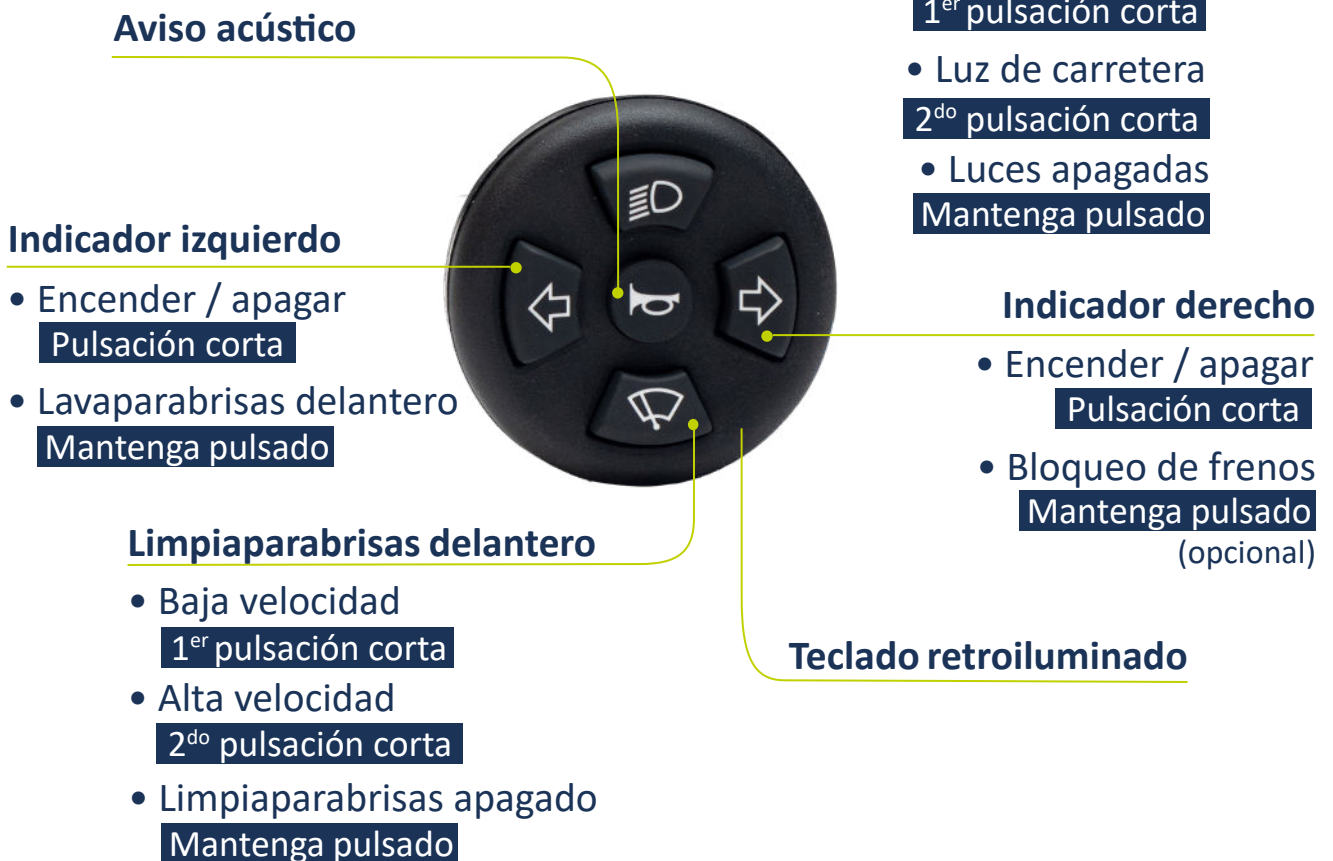 Aviso acústico
1er pulsación corta
• Luz de carretera
2do pulsación corta
• Luces apagadas
Mantenga pulsado
Indicador izquierdo
• Encender / apagar
Pulsación corta
• Lavaparabrisas delantero
Mantenga pulsado
Indicador derecho
• Encender / apagar
Pulsación corta
• Bloqueo de frenos
Mantenga pulsado
(opcional)
Limpiaparabrisas delantero
• Baja velocidad
1er pulsación corta
• Alta velocidad
2do pulsación corta
• Limpiaparabrisas apagado
Mantenga pulsado
Teclado retroiluminado